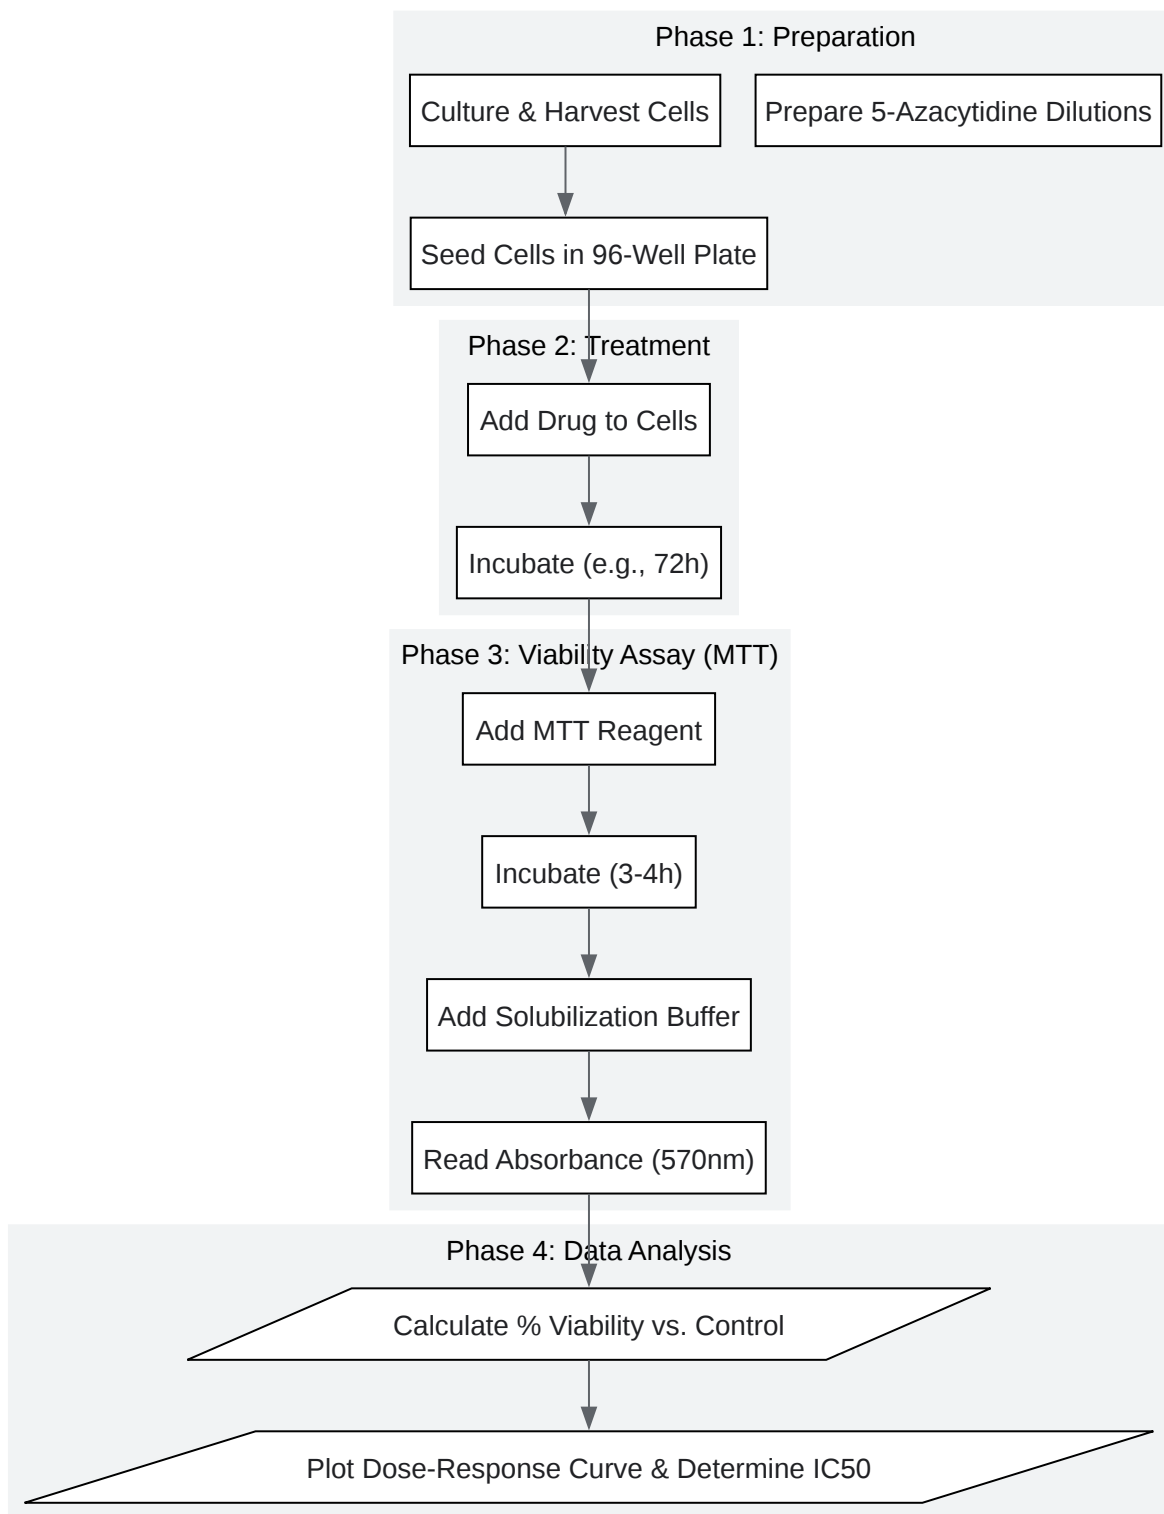 Phase 1: Preparation
Culture & Harvest Cells
Prepare 5-Azacytidine Dilutions
Seed Cells in 96-Well Plate
Phase 2: Treatment
Add Drug to Cells
Incubate (e.g., 72h)
Phase 3: Viability Assay (MTT)
Add MTT Reagent
Incubate (3-4h)
Add Solubilization Buffer
Read Absorbance (570nm)
Phase 4: Data Analysis
Calculate % Viability vs. Control
Plot Dose-Response Curve & Determine IC50